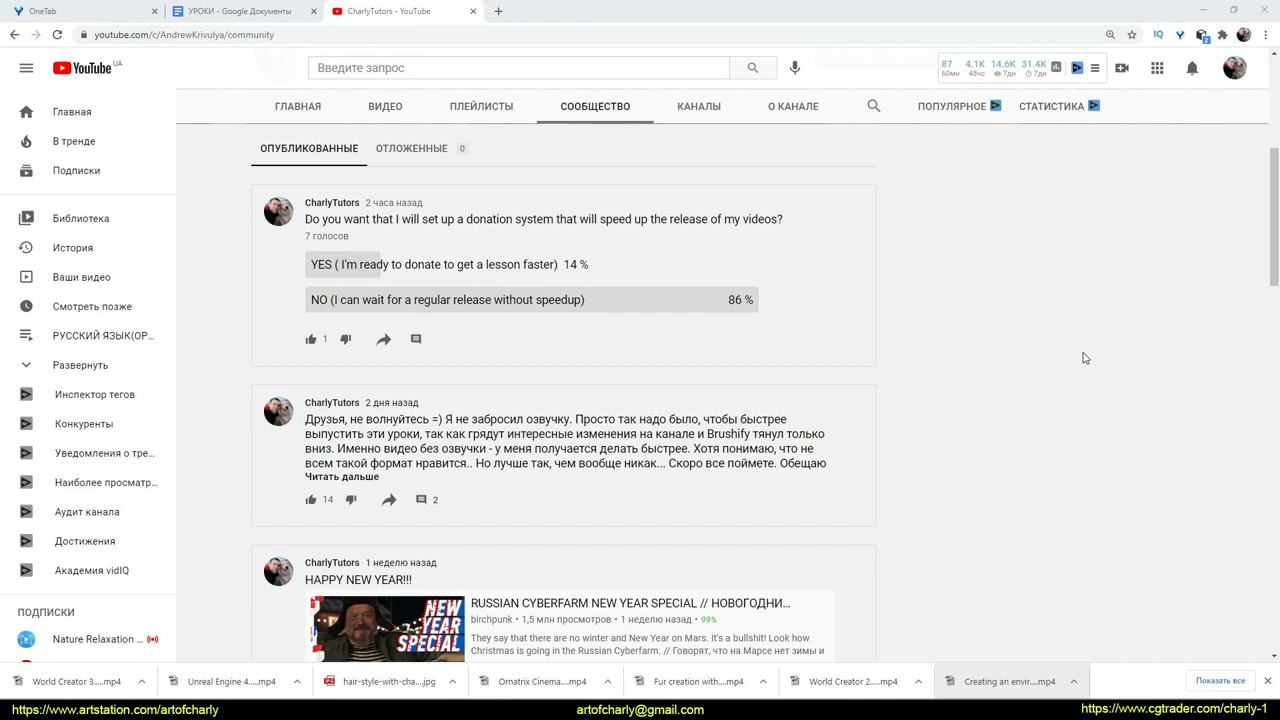 OneTab
УРОКИ - Google Документы
CharlyTutors - YouTube
youtube.com/c/AndrewKrivulya/community
YouTube UA
Введите запрос
87 4.1K 14.6K 31.4K
60мн 48чс 7дн 7дн
ГЛАВНАЯ ВИДЕО ПЛЕЙЛИСТЫ СООБЩЕСТВО КАНАЛЫ О КАНАЛЕ ПОПУЛЯРНОЕ СТАТИСТИКА
Главная
В тренде
Подписки
Библиотека
История
Ваши видео
Смотреть позже
РУССКИЙ ЯЗЫК(ОР...
Развернуть
Инспектор тегов
Конкуренты
Уведомления о тре...
Наиболее просматр...
Аудит канала
Достижения
Академия vidIQ
ПОДПИСКИ
Nature Relaxation ...
ОПУБЛИКОВАННЫЕ ОТЛОЖЕННЫЕ 0
CharlyTutors 2 часа назад
Do you want that I will set up a donation system that will speed up the release of my videos?
7 голосов
YES ( I'm ready to donate to get a lesson faster) 14 %
NO (I can wait for a regular release without speedup) 86 %
1
CharlyTutors 2 дня назад
Друзья, не волнуйтесь =) Я не забросил озвучку. Просто так надо было, чтобы быстрее
выпустить эти уроки, так как грядут интересные изменения на канале и Brushify тянул только
вниз. Именно видео без озвучки - у меня получается делать быстрее. Хотя понимаю, что не
всем такой формат нравится.. Но лучше так, чем вообще никак... Скоро все поймете. Обещаю
Читать дальше
14 2
CharlyTutors 1 неделю назад
HAPPY NEW YEAR!!!
NEW
YEAR
SPECIAL
RUSSIAN CYBERFARM NEW YEAR SPECIAL // НОВОГОДНИ...
birchpunk • 1,5 млн просмотров • 1 неделю назад • 99%
They say that there are no winter and New Year on Mars. It's a bullshit! Look how
Christmas is going in the Russian Cyberfarm. // Говорят, что на Марсе нет зимы и
World Creator 3.....mp4
Unreal Engine 4.....mp4
hair-style-with-cha....jpg
Ornatrix Cinema....mp4
Fur creation with....mp4
World Creator 2.....mp4
Creating an envir....mp4
Показать все
https://www.artstation.com/artofcharly
artofcharly@gmail.com
https://www.cgtrader.com/charly-1